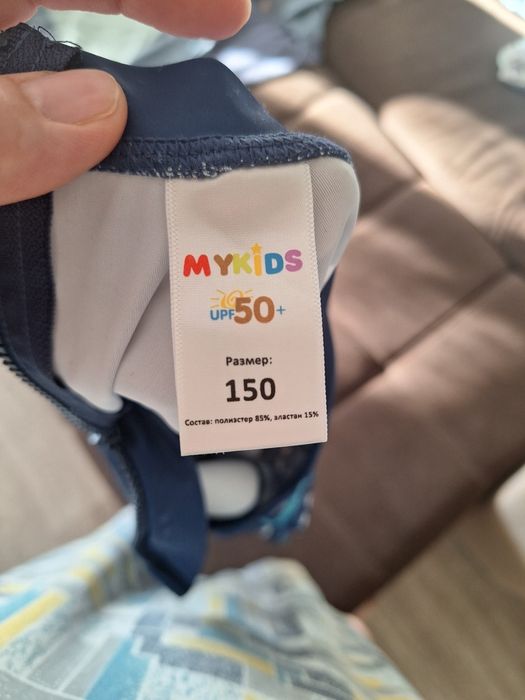 MYKIDS
UPF50+
Размер:
150
Состав: полиэстер 85%, эластан 15%